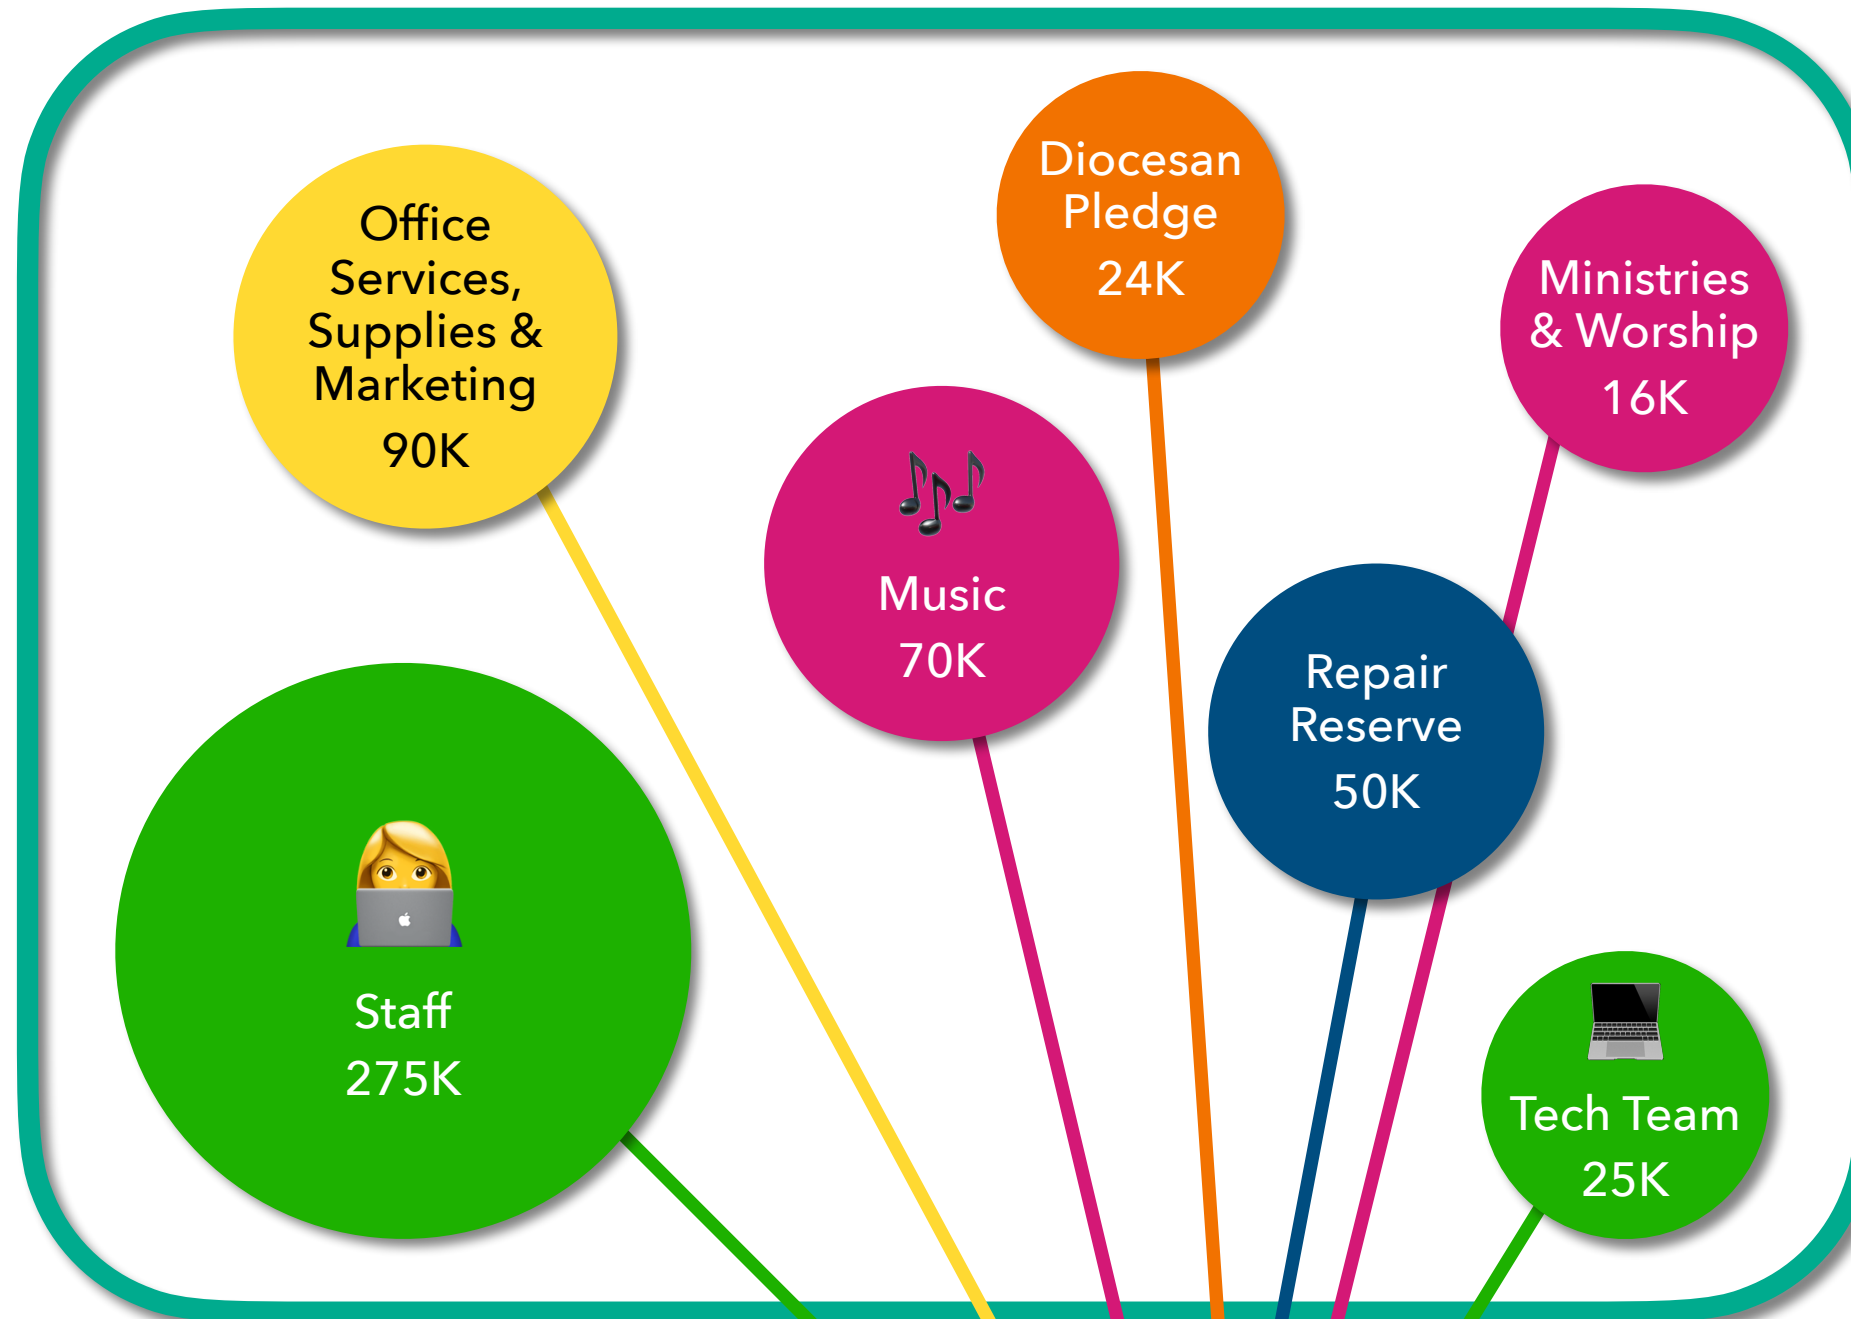 Office
Services,
Supplies &
Marketing
90K
Diocesan
Pledge
24K
Ministries
& Worship
16K
Music
70K
Repair
Reserve
50K
Staff
275K
Tech Team
25K